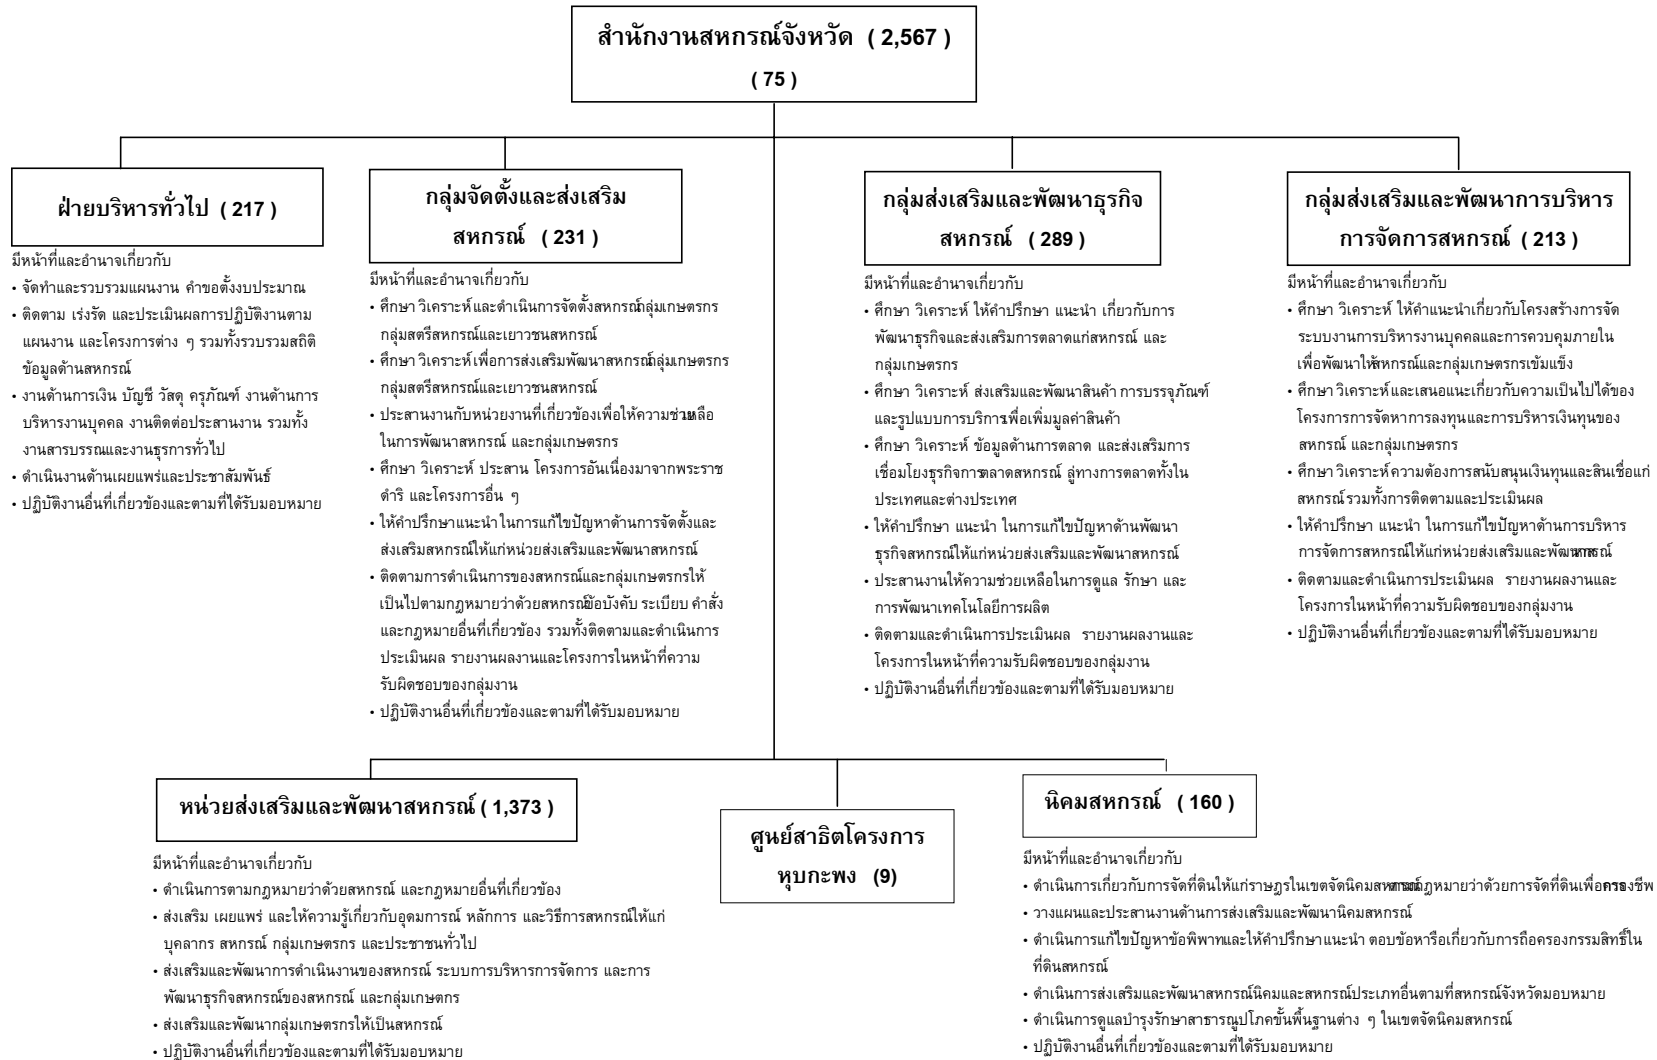 สำนักงานสหกรณ์จังหวัด ( 2,567 )
( 75 )
ฝ่ายบริหารทั่วไป ( 217 )
มีหน้าที่และอำนาจเกี่ยวกับ
• จัดทำและรวบรวมแผนงาน คำขอตั้งงบประมาณ
• ติดตาม เร่งรัด และประเมินผลการปฏิบัติงานตาม
แผนงาน และโครงการต่าง ๆ รวมทั้งรวบรวมสถิติ
ข้อมูลด้านสหกรณ์
• งานด้านการเงิน บัญชี วัสดุ ครุภัณฑ์ งานด้านการ
บริหารงานบุคคล งานติดต่อประสานงาน รวมทั้ง
งานสารบรรณและงานธุรการทั่วไป
• ดำเนินงานด้านเผยแพร่และประชาสัมพันธ์
• ปฏิบัติงานอื่นที่เกี่ยวข้องและตามที่ได้รับมอบหมาย
กลุ่มจัดตั้งและส่งเสริม
สหกรณ์ ( 231 )
มีหน้าที่และอำนาจเกี่ยวกับ
• ศึกษา วิเคราะห์และดำเนินการจัดตั้งสหกรณ์กลุ่มเกษตรกร
กลุ่มสตรีสหกรณ์และเยาวชนสหกรณ์
• ศึกษา วิเคราะห์เพื่อการส่งเสริมพัฒนาสหกรณ์กลุ่มเกษตรกร
กลุ่มสตรีสหกรณ์และเยาวชนสหกรณ์
• ประสานงานกับหน่วยงานที่เกี่ยวข้องเพื่อให้ความช่วยเหลือ
ในการพัฒนาสหกรณ์ และกลุ่มเกษตรกร
• ศึกษา วิเคราะห์ ประสาน โครงการอันเนื่องมาจากพระราช
ดำริ และโครงการอื่น ๆ
• ให้คำปรึกษาแนะนำในการแก้ไขปัญหาด้านการจัดตั้งและ
ส่งเสริมสหกรณ์ให้แก่หน่วยส่งเสริมและพัฒนาสหกรณ์
• ติดตามการดำเนินการของสหกรณ์และกลุ่มเกษตรกรให้
เป็นไปตามกฎหมายว่าด้วยสหกรณ์ข้อบังคับ ระเบียบ คำสั่ง
และกฎหมายอื่นที่เกี่ยวข้อง รวมทั้งติดตามและดำเนินการ
ประเมินผล รายงานผลงานและโครงการในหน้าที่ความ
รับผิดชอบของกลุ่มงาน
• ปฏิบัติงานอื่นที่เกี่ยวข้องและตามที่ได้รับมอบหมาย
กลุ่มส่งเสริมและพัฒนาธุรกิจ
สหกรณ์ ( 289 )
มีหน้าที่และอำนาจเกี่ยวกับ
• ศึกษา วิเคราะห์ ให้คำปรึกษา แนะนำ เกี่ยวกับการ
พัฒนาธุรกิจและส่งเสริมการตลาดแก่สหกรณ์ และ
กลุ่มเกษตรกร
• ศึกษา วิเคราะห์ ส่งเสริมและพัฒนาสินค้า การบรรจุภัณฑ์
และรูปแบบการบริการเพื่อเพิ่มมูลค่าสินค้า
• ศึกษา วิเคราะห์ ข้อมูลด้านการตลาด และส่งเสริมการ
เชื่อมโยงธุรกิจการตลาดสหกรณ์ ลู่ทางการตลาดทั้งใน
ประเทศและต่างประเทศ
• ให้คำปรึกษา แนะนำ ในการแก้ไขปัญหาด้านพัฒนา
ธุรกิจสหกรณ์ให้แก่หน่วยส่งเสริมและพัฒนาสหกรณ์
• ประสานงานให้ความช่วยเหลือในการดูแล รักษา และ
การพัฒนาเทคโนโลยีการผลิต
• ติดตามและดำเนินการประเมินผล รายงานผลงานและ
โครงการในหน้าที่ความรับผิดชอบของกลุ่มงาน
• ปฏิบัติงานอื่นที่เกี่ยวข้องและตามที่ได้รับมอบหมาย
กลุ่มส่งเสริมและพัฒนาการบริหาร
การจัดการสหกรณ์ ( 213 )
มีหน้าที่และอำนาจเกี่ยวกับ
• ศึกษา วิเคราะห์ ให้คำแนะนำเกี่ยวกับโครงสร้างการจัด
ระบบงานการบริหารงานบุคคลและการควบคุมภายใน
เพื่อพัฒนาให้สหกรณ์และกลุ่มเกษตรกรเข้มแข็ง
• ศึกษา วิเคราะห์และเสนอแนะเกี่ยวกับความเป็นไปได้ของ
โครงการการจัดหาการลงทุนและการบริหารเงินทุนของ
สหกรณ์ และกลุ่มเกษตรกร
• ศึกษา วิเคราะห์ความต้องการสนับสนุนเงินทุนและสินเชื่อแก่
สหกรณ์รวมทั้งการติดตามและประเมินผล
• ให้คำปรึกษา แนะนำ ในการแก้ไขปัญหาด้านการบริหาร
การจัดการสหกรณ์ให้แก่หน่วยส่งเสริมและพัฒนาสหกรณ์
• ติดตามและดำเนินการประเมินผล รายงานผลงานและ
โครงการในหน้าที่ความรับผิดชอบของกลุ่มงาน
• ปฏิบัติงานอื่นที่เกี่ยวข้องและตามที่ได้รับมอบหมาย
หน่วยส่งเสริมและพัฒนาสหกรณ์ ( 1,373 )
มีหน้าที่และอำนาจเกี่ยวกับ
• ดำเนินการตามกฎหมายว่าด้วยสหกรณ์ และกฎหมายอื่นที่เกี่ยวข้อง
• ส่งเสริม เผยแพร่ และให้ความรู้เกี่ยวกับอุดมการณ์ หลักการ และวิธีการสหกรณ์ให้แก่
บุคลากร สหกรณ์ กลุ่มเกษตรกร และประชาชนทั่วไป
• ส่งเสริมและพัฒนาการดำเนินงานของสหกรณ์ ระบบการบริหารการจัดการ และการ
พัฒนาธุรกิจสหกรณ์ของสหกรณ์ และกลุ่มเกษตกร
• ส่งเสริมและพัฒนากลุ่มเกษตรกรให้เป็นสหกรณ์
• ปฏิบัติงานอื่นที่เกี่ยวข้องและตามที่ได้รับมอบหมาย
ศูนย์สาธิตโครงการ
หุบกะพง (9)
นิคมสหกรณ์ ( 160 )
มีหน้าที่และอำนาจเกี่ยวกับ
• ดำเนินการเกี่ยวกับการจัดที่ดินให้แก่ราษฎรในเขตจัดนิคมสหกรณ์ตามกฎหมายว่าด้วยการจัดที่ดินเพื่อการครองชีพ
• วางแผนและประสานงานด้านการส่งเสริมและพัฒนานิคมสหกรณ์
• ดำเนินการแก้ไขปัญหาข้อพิพาทและให้คำปรึกษาแนะนำ ตอบข้อหารือเกี่ยวกับการถือครองกรรมสิทธิ์ใน
ที่ดินสหกรณ์
• ดำเนินการส่งเสริมและพัฒนาสหกรณ์นิคมและสหกรณ์ประเภทอื่นตามที่สหกรณ์จังหวัดมอบหมาย
• ดำเนินการดูแลบำรุงรักษาสาธารณูปโภคขั้นพื้นฐานต่าง ๆ ในเขตจัดนิคมสหกรณ์
• ปฏิบัติงานอื่นที่เกี่ยวข้องและตามที่ได้รับมอบหมาย